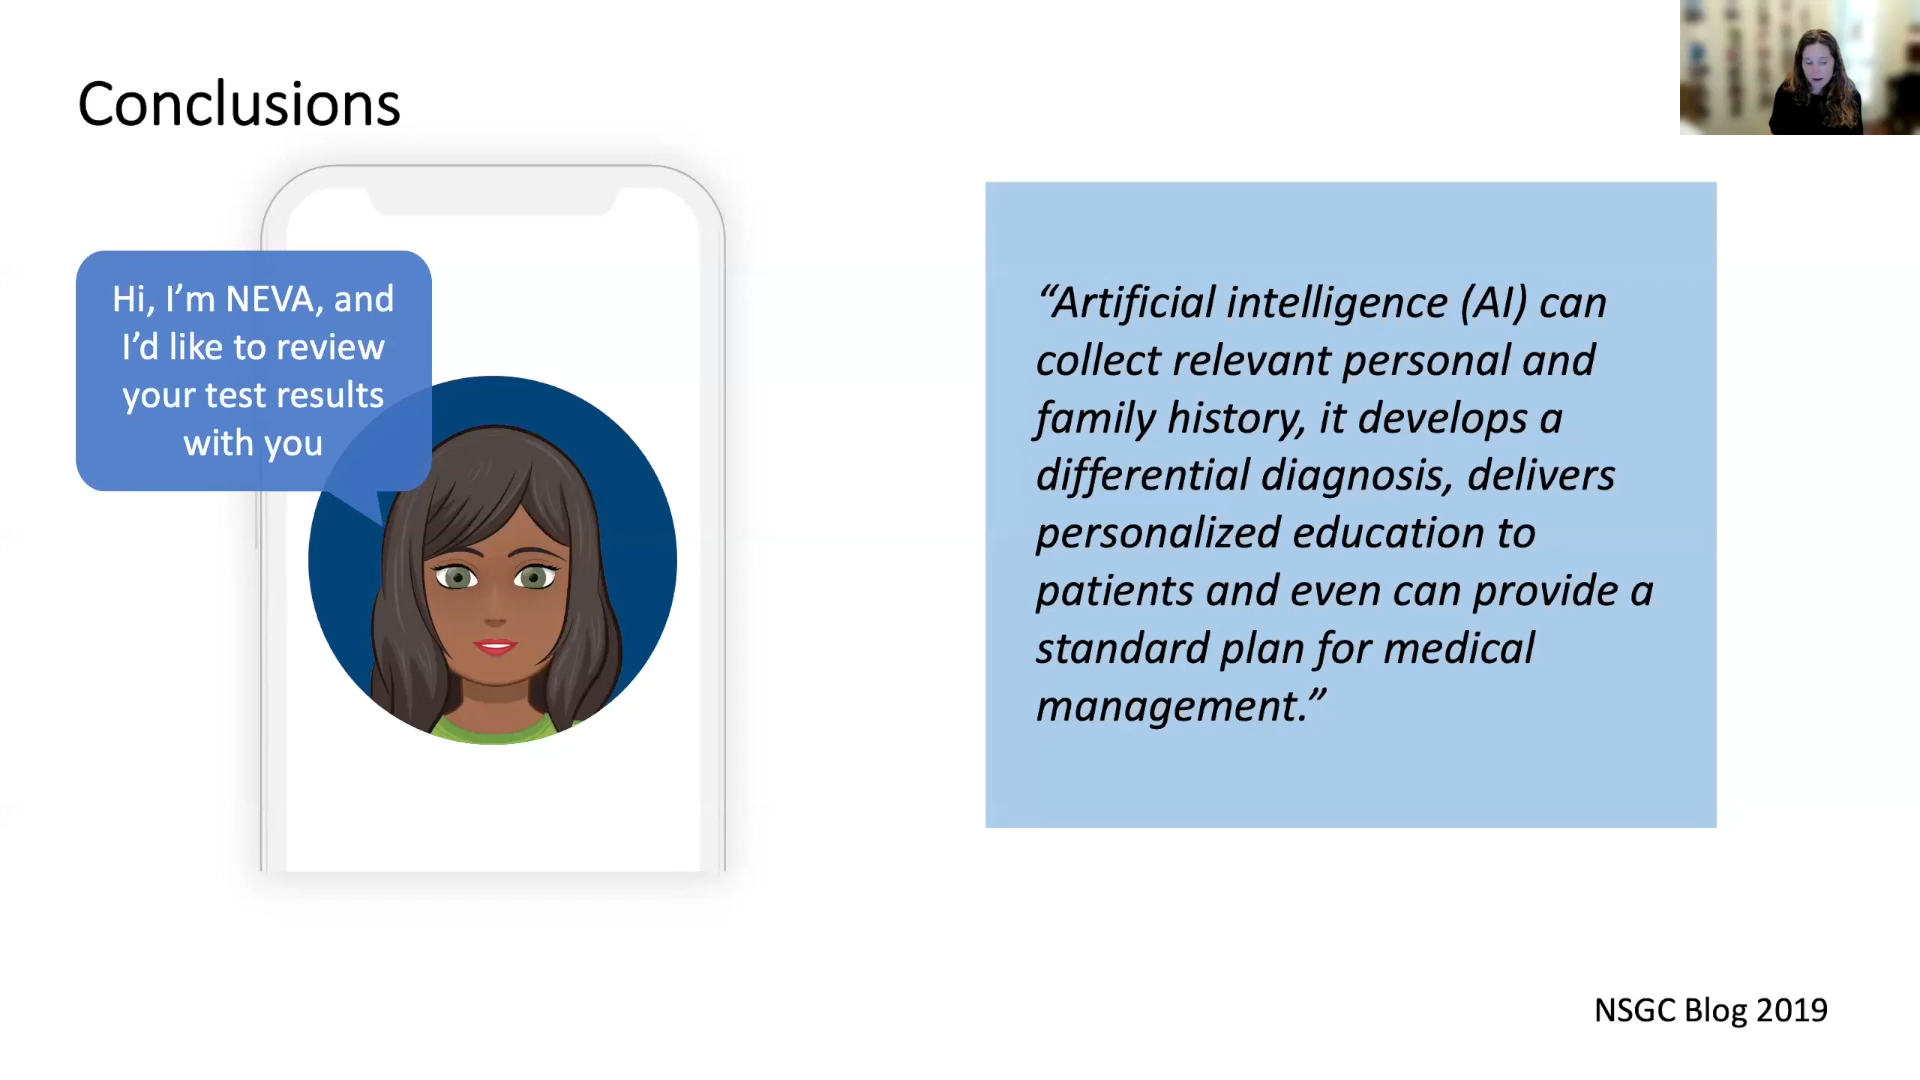 Conclusions
Hi, I’m NEVA, and
I’d like to review
your test results
with you
“Artificial intelligence (AI) can
collect relevant personal and
family history, it develops a
differential diagnosis, delivers
personalized education to
patients and even can provide a
standard plan for medical
management.”
NSGC Blog 2019